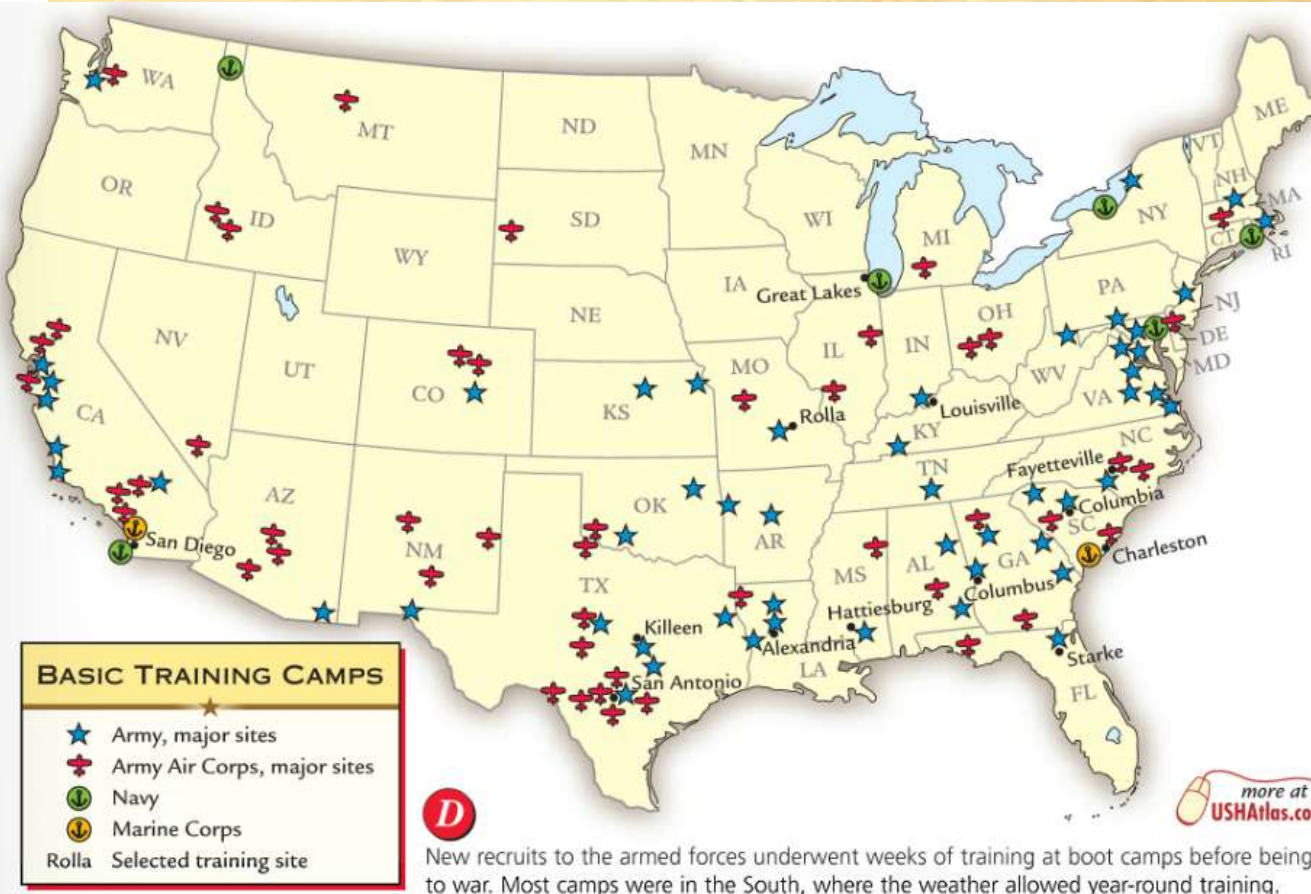 WA
MT
ND
MN
ME
VT
NH
MA
OR
ID
SD
WI
MI
NY
CT
RI
WY
IA
Great Lakes
PA
NJ
NV
NE
OH
DE
MD
UT
CO
IL
IN
WV
VA
CA
KS
MO
Rolla
Louisville
KY
NC
AZ
NM
OK
TN
Fayetteville
Columbia
SC
San Diego
AR
Charleston
TX
MS
AL
GA
Columbus
Killeen
Hattiesburg
Alexandria
LA
Starke
San Antonio
FL
BASIC TRAINING CAMPS
Army, major sites
Army Air Corps, major sites
Navy
Marine Corps
Rolla Selected training site
D
more at
USHAtlas.co
New recruits to the armed forces underwent weeks of training at boot camps before being
to war. Most camps were in the South, where the weather allowed year-round training.